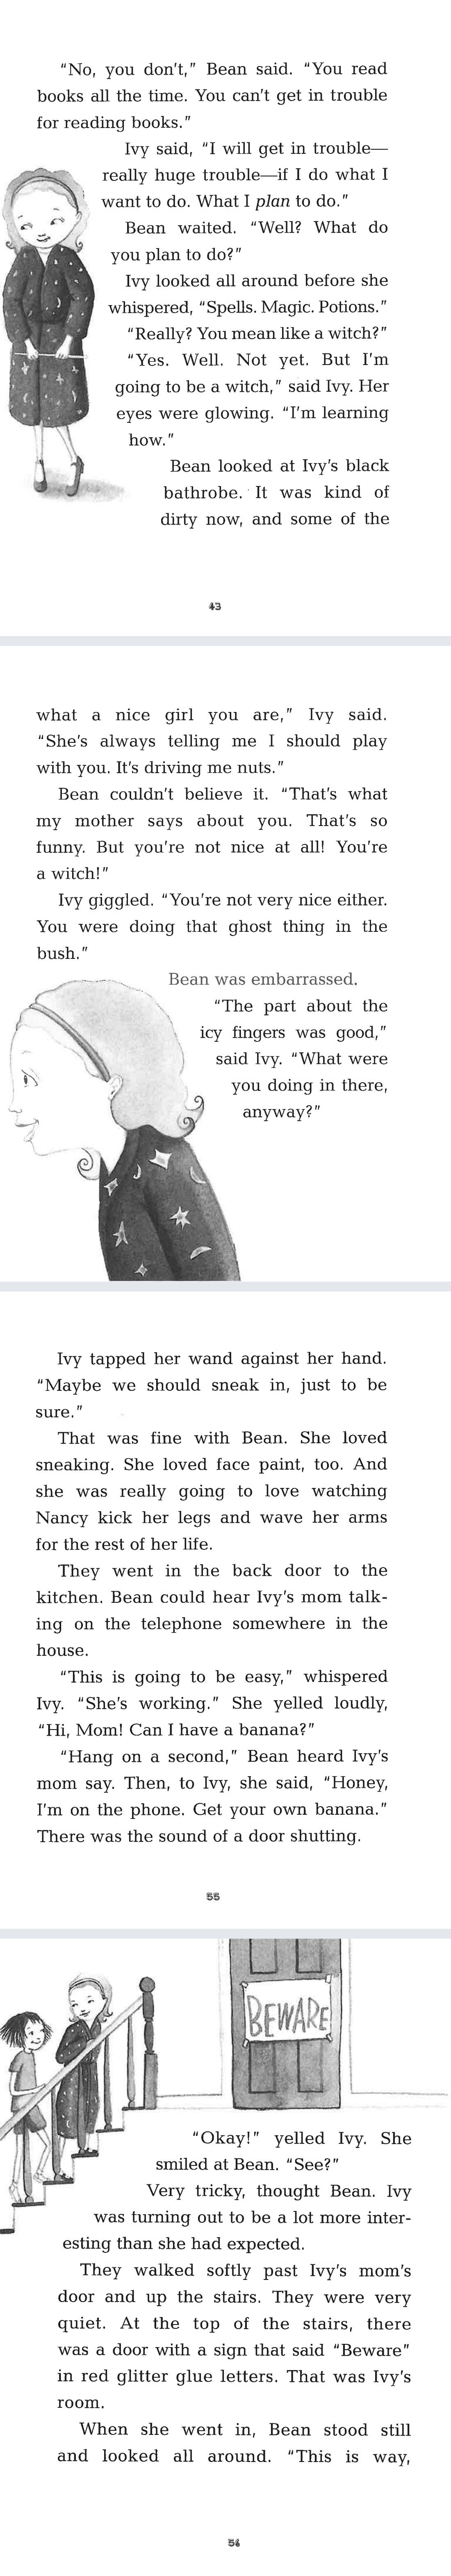 “No, you don’t,” Bean said. “You read
books all the time. You can’t get in trouble
for reading books.”
Ivy said, “I will get in trouble—
really huge trouble—if I do what I
want to do. What I plan to do.”
Bean waited. “Well? What do
you plan to do?”
Ivy looked all around before she
whispered, “Spells. Magic. Potions.”
“Really? You mean like a witch?”
“Yes. Well. Not yet. But I’m
going to be a witch,” said Ivy. Her
eyes were glowing. “I’m learning
how.”
Bean looked at Ivy’s black
bathrobe. It was kind of
dirty now, and some of the
43
what a nice girl you are,” Ivy said.
“She’s always telling me I should play
with you. It’s driving me nuts.”
Bean couldn’t believe it. “That’s what
my mother says about you. That’s so
funny. But you’re not nice at all! You’re
a witch!”
Ivy giggled. “You’re not very nice either.
You were doing that ghost thing in the
bush.”
Bean was embarrassed.
“The part about the
icy fingers was good,”
said Ivy. “What were
you doing in there,
anyway?”
Ivy tapped her wand against her hand.
“Maybe we should sneak in, just to be
sure.”
That was fine with Bean. She loved
sneaking. She loved face paint, too. And
she was really going to love watching
Nancy kick her legs and wave her arms
for the rest of her life.
They went in the back door to the
kitchen. Bean could hear Ivy’s mom talk-
ing on the telephone somewhere in the
house.
“This is going to be easy,” whispered
Ivy. “She’s working.” She yelled loudly,
“Hi, Mom! Can I have a banana?”
“Hang on a second,” Bean heard Ivy’s
mom say. Then, to Ivy, she said, “Honey,
I’m on the phone. Get your own banana.”
There was the sound of a door shutting.
55
BEWARE
“Okay!” yelled Ivy. She
smiled at Bean. “See?”
Very tricky, thought Bean. Ivy
was turning out to be a lot more inter-
esting than she had expected.
They walked softly past Ivy’s mom’s
door and up the stairs. They were very
quiet. At the top of the stairs, there
was a door with a sign that said “Beware”
in red glitter glue letters. That was Ivy’s
room.
When she went in, Bean stood still
and looked all around. “This is way,
56